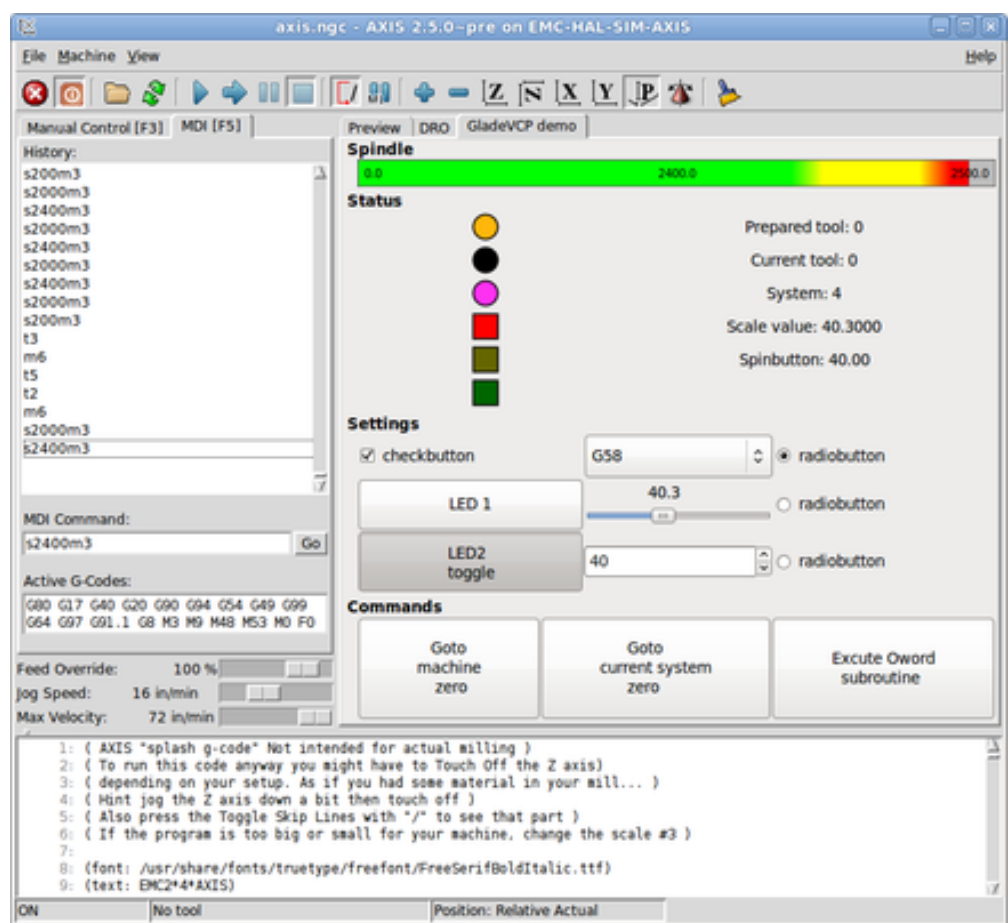 axis.ngc - AXIS 2.5.0~pre on EMC-HAL-SIM-AXIS
File Machine View Help
Z N X Y P
Manual Control [F3] MDI [F5] Preview DRO GladeVCP demo
History:
s200m3
s2000m3
s2400m3
s2000m3
s2400m3
s2000m3
s2400m3
s2000m3
s200m3
t3
m6
t5
t2
m6
s2000m3
s2400m3
MDI Command:
s2400m3 Go
Active G-Codes:
G80 G17 G40 G20 G90 G94 G54 G49 G99
G64 G97 G91.1 G8 M3 M9 M48 M53 M0 F0
Feed Override: 100 %
Jog Speed: 16 in/min
Max Velocity: 72 in/min
Spindle
0.0 2400.0 2500.0
Status
Prepared tool: 0
Current tool: 0
System: 4
Scale value: 40.3000
Spinbutton: 40.00
Settings
checkbutton G58 radiobutton
LED 1 40.3 radiobutton
LED2
toggle
40 radiobutton
Commands
Goto
machine
zero
Goto
current system
zero
Excute Oword
subroutine
1: ( AXIS "splash g-code" Not intended for actual milling )
2: ( To run this code anyway you might have to Touch Off the Z axis)
3: ( depending on your setup. As if you had some material in your mill... )
4: ( Hint jog the Z axis down a bit then touch off )
5: ( Also press the Toggle Skip Lines with "/" to see that part )
6: ( If the program is too big or small for your machine, change the scale #3 )
7:
8: (font: /usr/share/fonts/truetype/freefont/FreeSerifBoldItalic.ttf)
9: (text: EMC2*4*AXIS)
ON No tool Position: Relative Actual